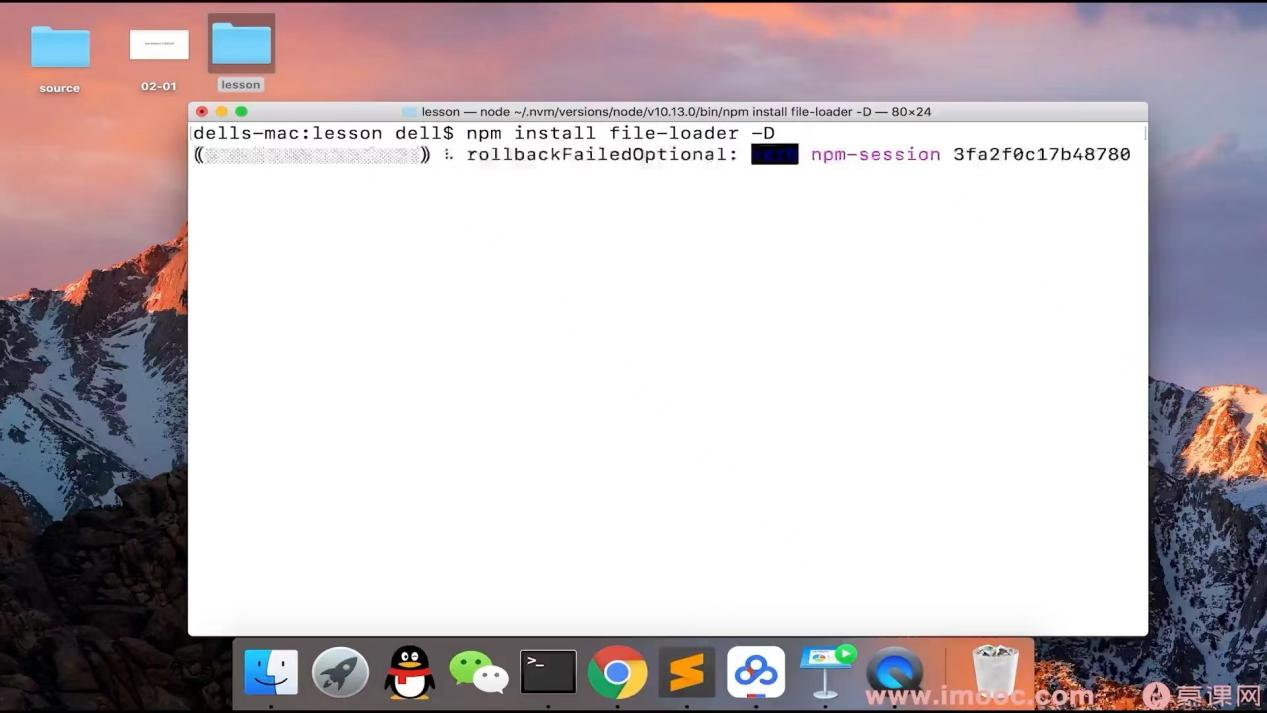 source
02-01
lesson
lesson — node ~/.nvm/versions/node/v10.13.0/bin/npm install file-loader -D — 80×24
dells-mac:lesson dell$ npm install file-loader -D
rollbackFailedOptional: verb npm-session 3fa2f0c17b48780
>_
www.imooc.com 慕课网